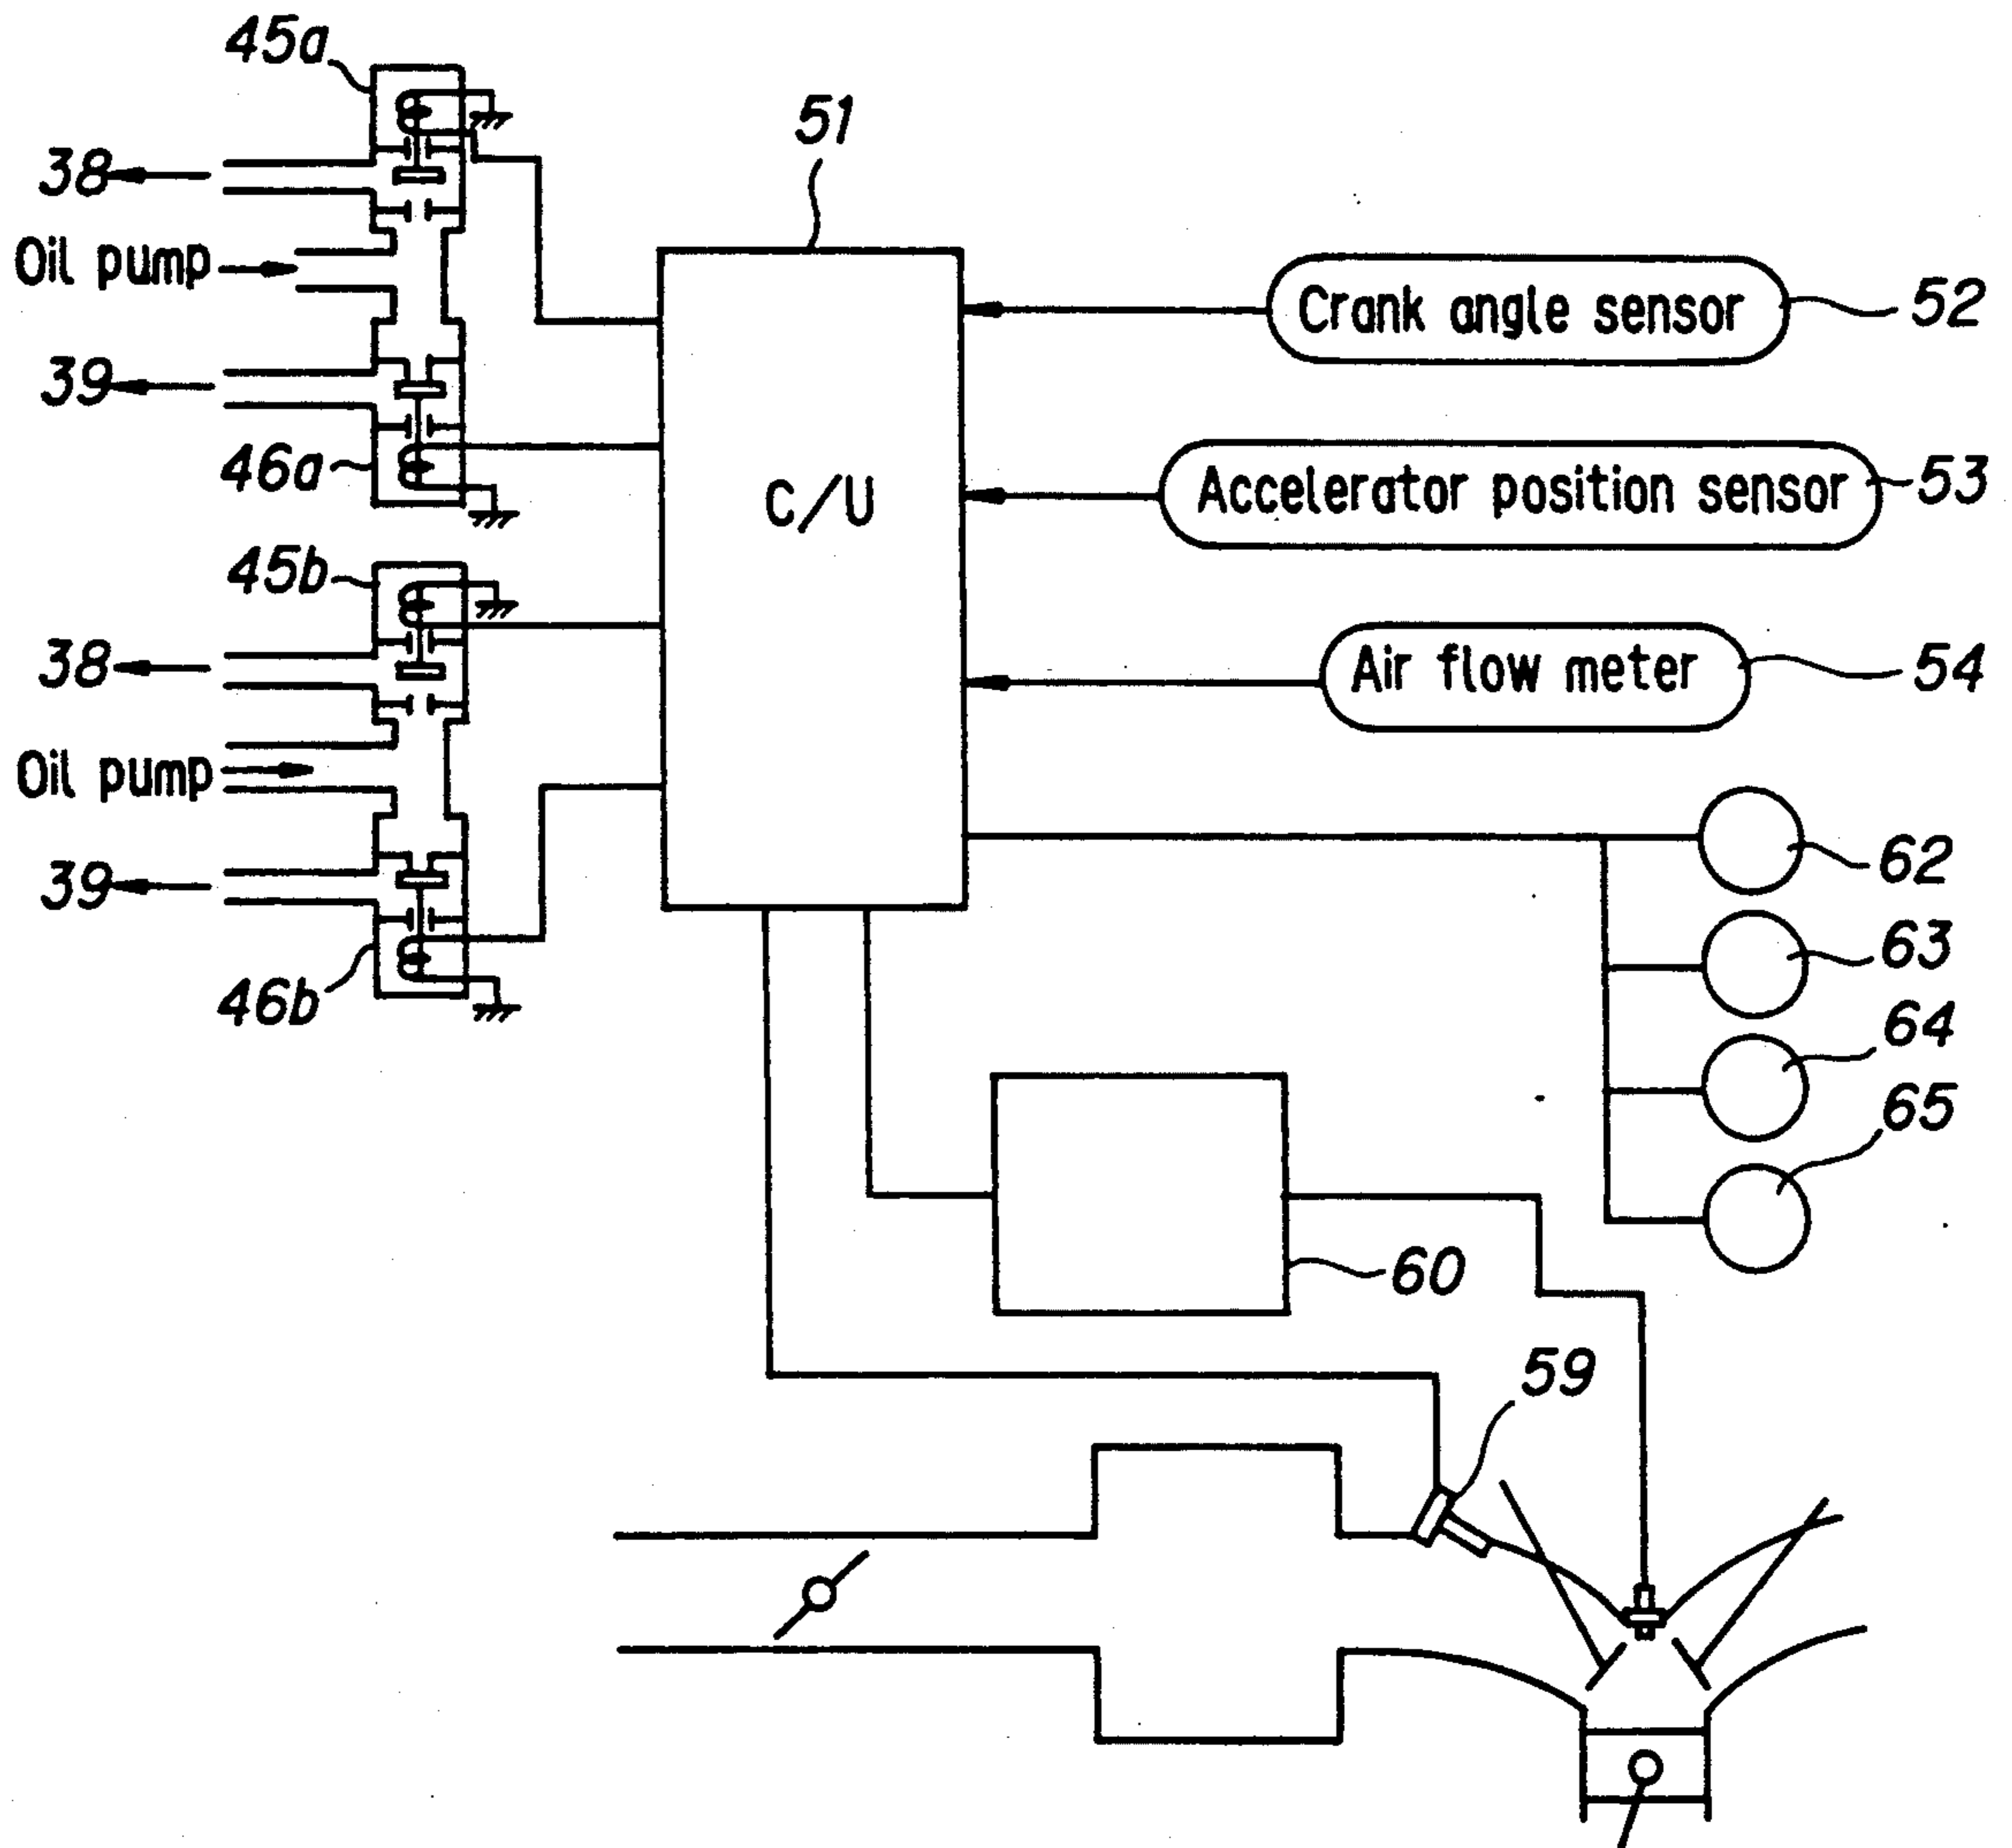 45a
51
38
Oil pump
Crank angle sensor
52
39
46a
C/U
Accelerator position sensor
53
45b
38
Air flow meter
54
Oil pump
39
62
46b
63
64
65
60
59